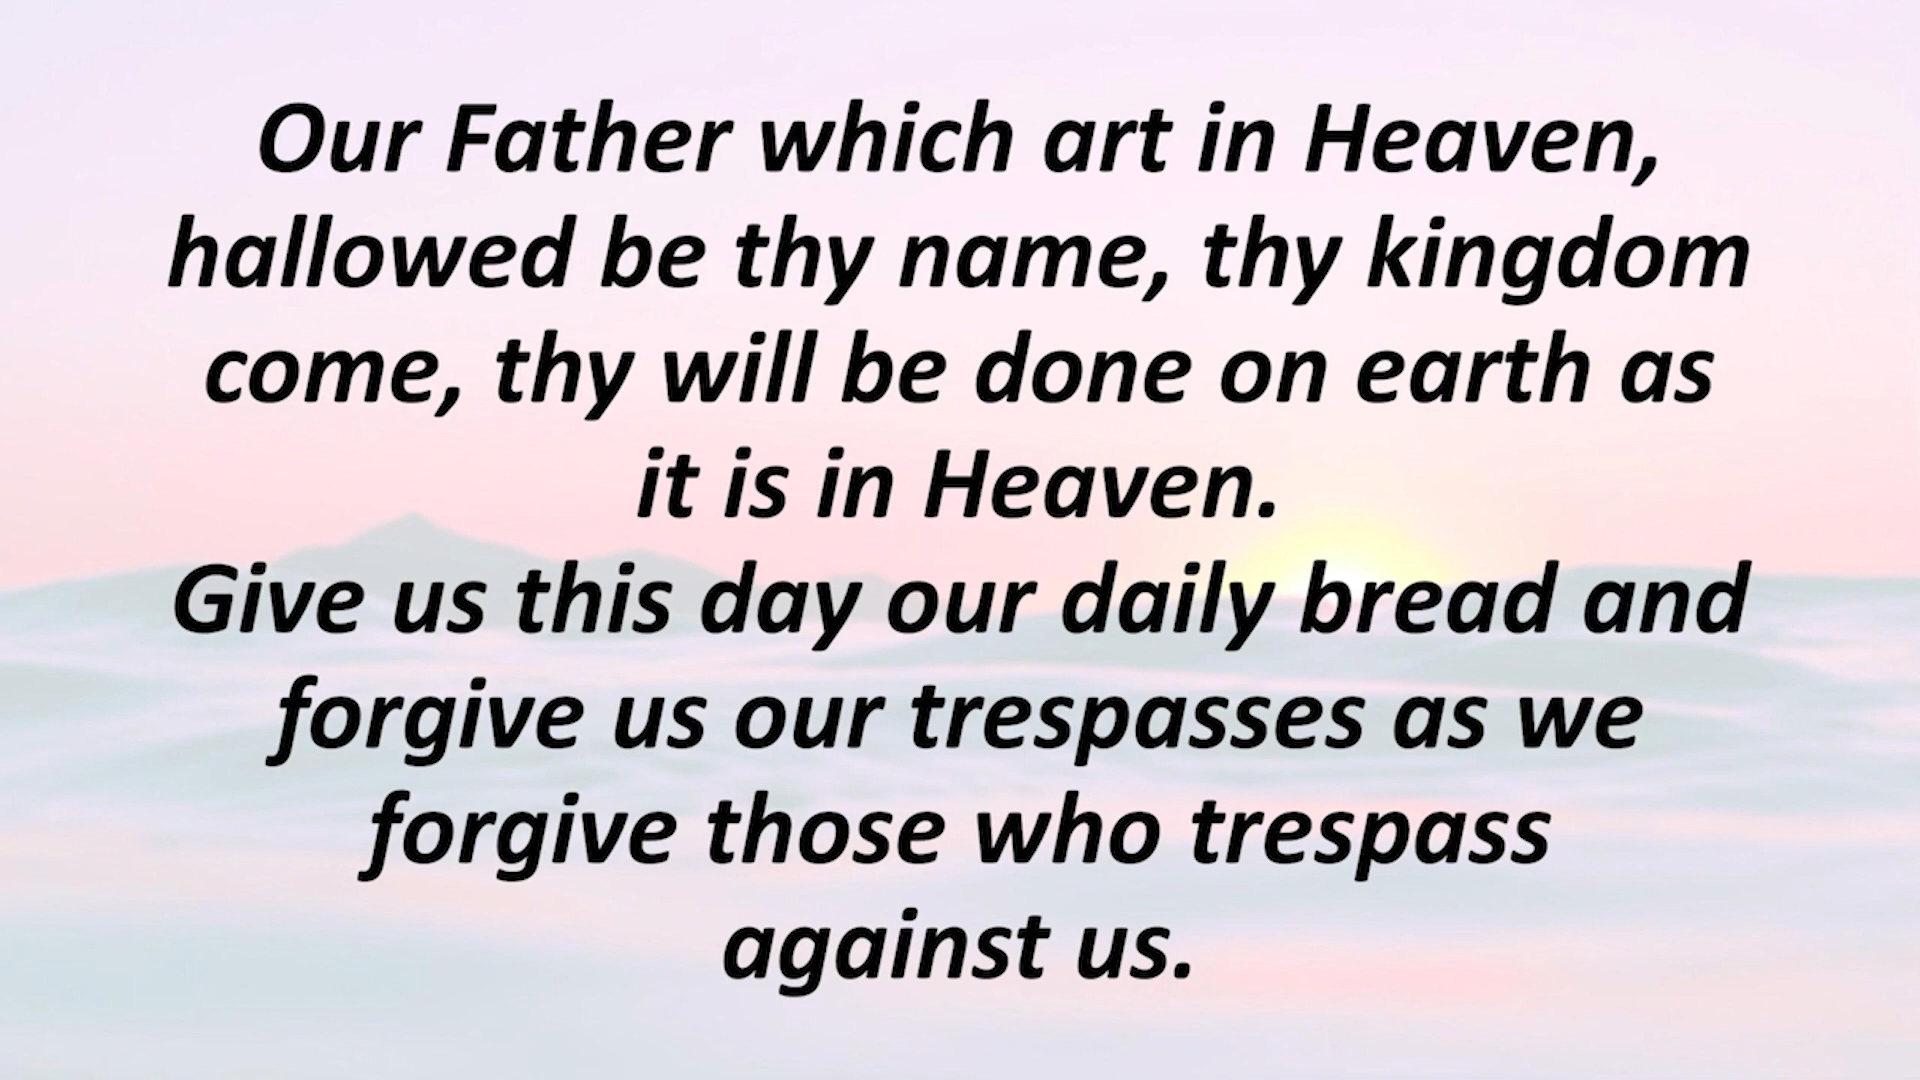 Our Father which art in Heaven,
hallowed be thy name, thy kingdom
come, thy will be done on earth as
it is in Heaven.
Give us this day our daily bread and
forgive us our trespasses as we
forgive those who trespass
against us.